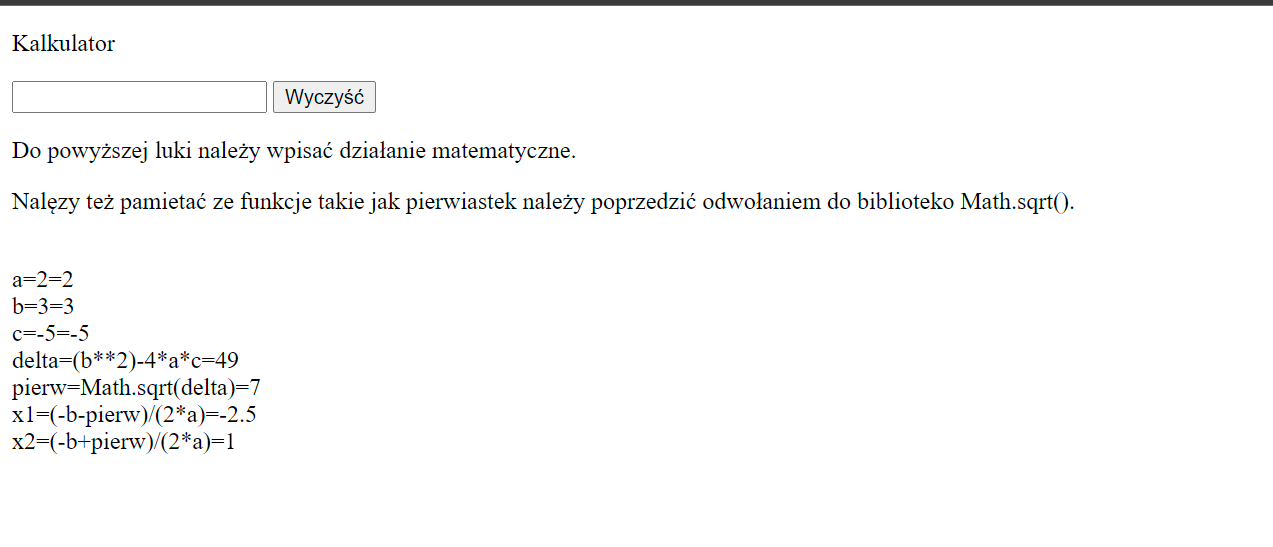 Kalkulator
Wyczyść
Do powyższej luki należy wpisać działanie matematyczne.
Nalęzy też pamietać ze funkcje takie jak pierwiastek należy poprzedzić odwołaniem do biblioteko Math.sqrt().
a=2=2
b=3=3
c=-5=-5
delta=(b**2)-4*a*c=49
pierw=Math.sqrt(delta)=7
x1=(-b-pierw)/(2*a)=-2.5
x2=(-b+pierw)/(2*a)=1